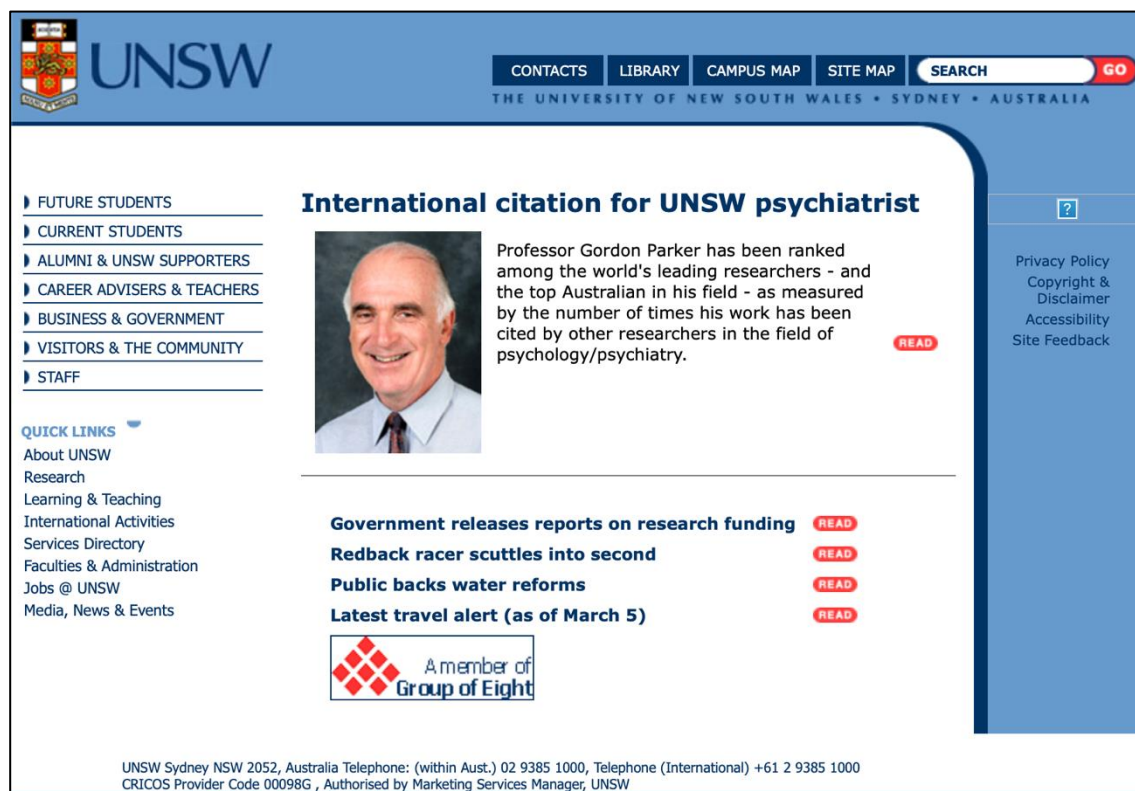 UNSW
CONTACTS
LIBRARY
CAMPUS MAP
SITE MAP
SEARCH
GO
THE UNIVERSITY OF NEW SOUTH WALES • SYDNEY • AUSTRALIA
FUTURE STUDENTS
CURRENT STUDENTS
ALUMNI & UNSW SUPPORTERS
CAREER ADVISERS & TEACHERS
BUSINESS & GOVERNMENT
VISITORS & THE COMMUNITY
STAFF
QUICK LINKS
About UNSW
Research
Learning & Teaching
International Activities
Services Directory
Faculties & Administration
Jobs @ UNSW
Media, News & Events
International citation for UNSW psychiatrist
Professor Gordon Parker has been ranked
among the world's leading researchers - and
the top Australian in his field - as measured
by the number of times his work has been
cited by other researchers in the field of
psychology/psychiatry.
READ
Government releases reports on research funding READ
Redback racer scuttles into second READ
Public backs water reforms READ
Latest travel alert (as of March 5) READ
A member of
Group of Eight
?
Privacy Policy
Copyright &
Disclaimer
Accessibility
Site Feedback
UNSW Sydney NSW 2052, Australia Telephone: (within Aust.) 02 9385 1000, Telephone (International) +61 2 9385 1000
CRICOS Provider Code 00098G , Authorised by Marketing Services Manager, UNSW